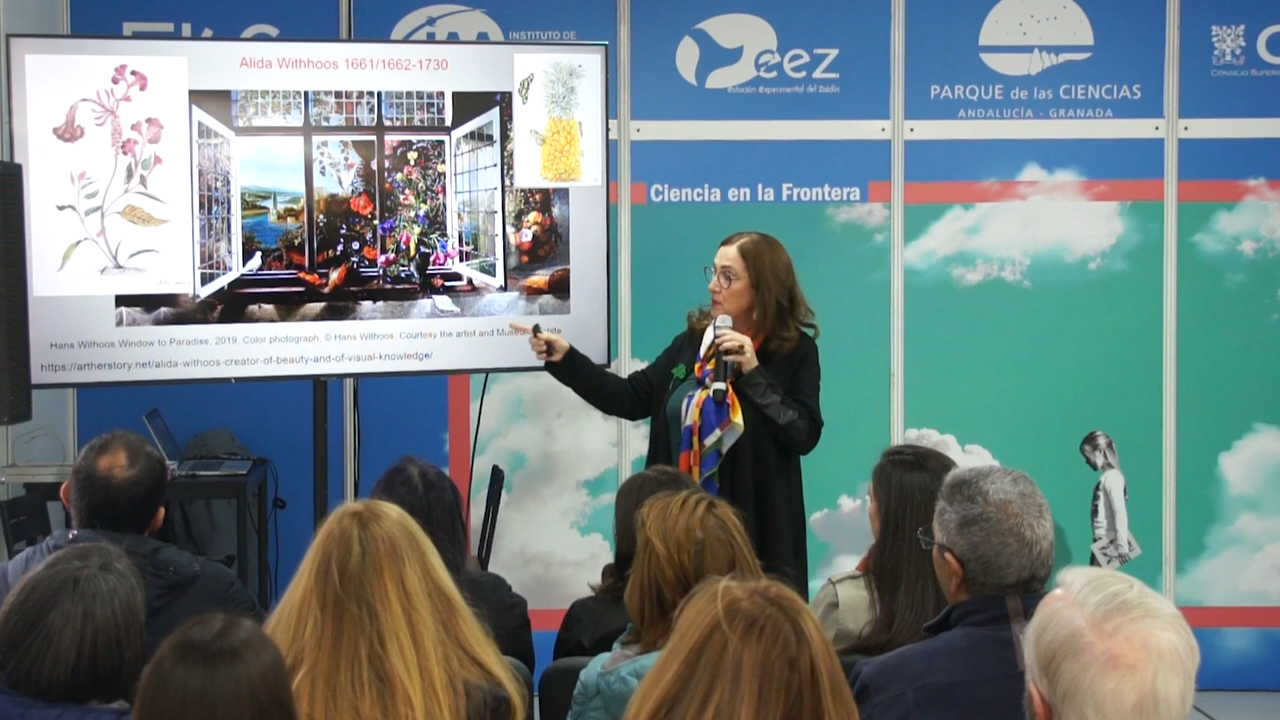 Alida Withhoos 1661/1662-1730
Hans Withoos Window to Paradise, 2019, Color photograph, © Hans Withoos, Courtesy the artist and
https://artherstory.net/alida-withoos-creator-of-beauty-and-of-visual-knowledge/
INSTITUTO DE
eez
estación experimental del Zaidín
PARQUE de las CIENCIAS
ANDALUCÍA · GRANADA
Ciencia en la Frontera